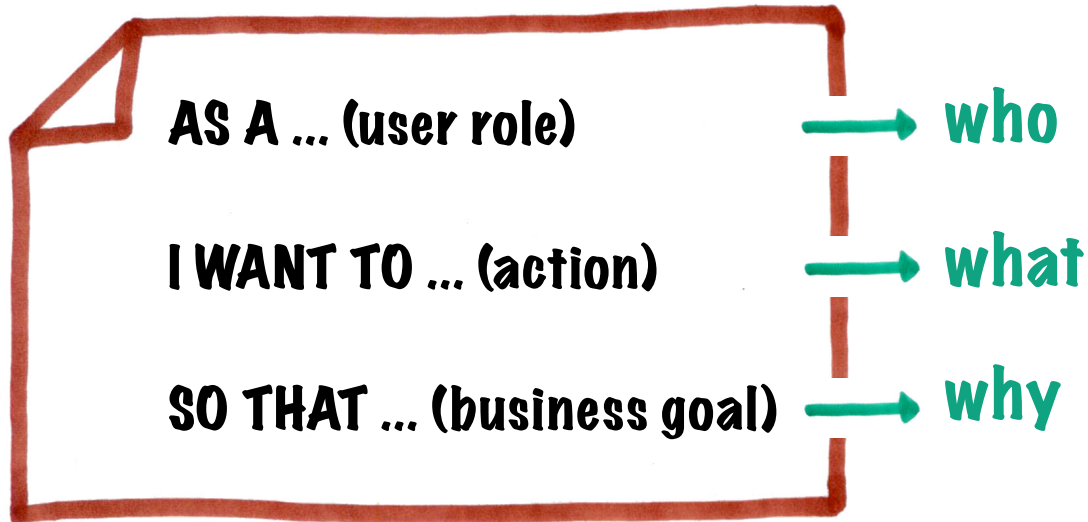 AS A ... (user role) who
I WANT TO ... (action) what
SO THAT ... (business goal) why